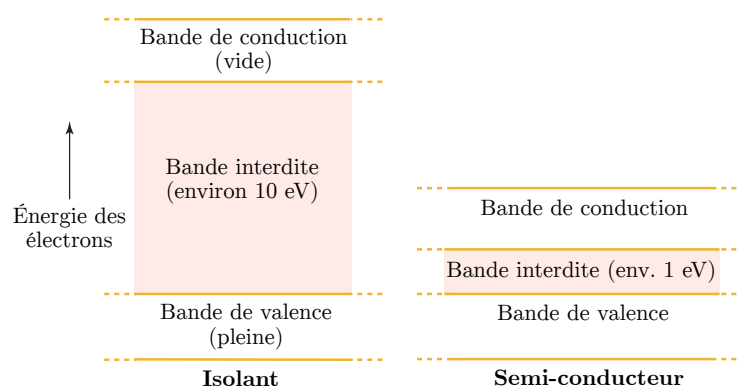 Bande de conduction
(vide)
Bande interdite
(environ 10 eV)
Énergie des
électrons
Bande de valence
(pleine)
Isolant
Bande de conduction
Bande interdite (env. 1 eV)
Bande de valence
Semi-conducteur